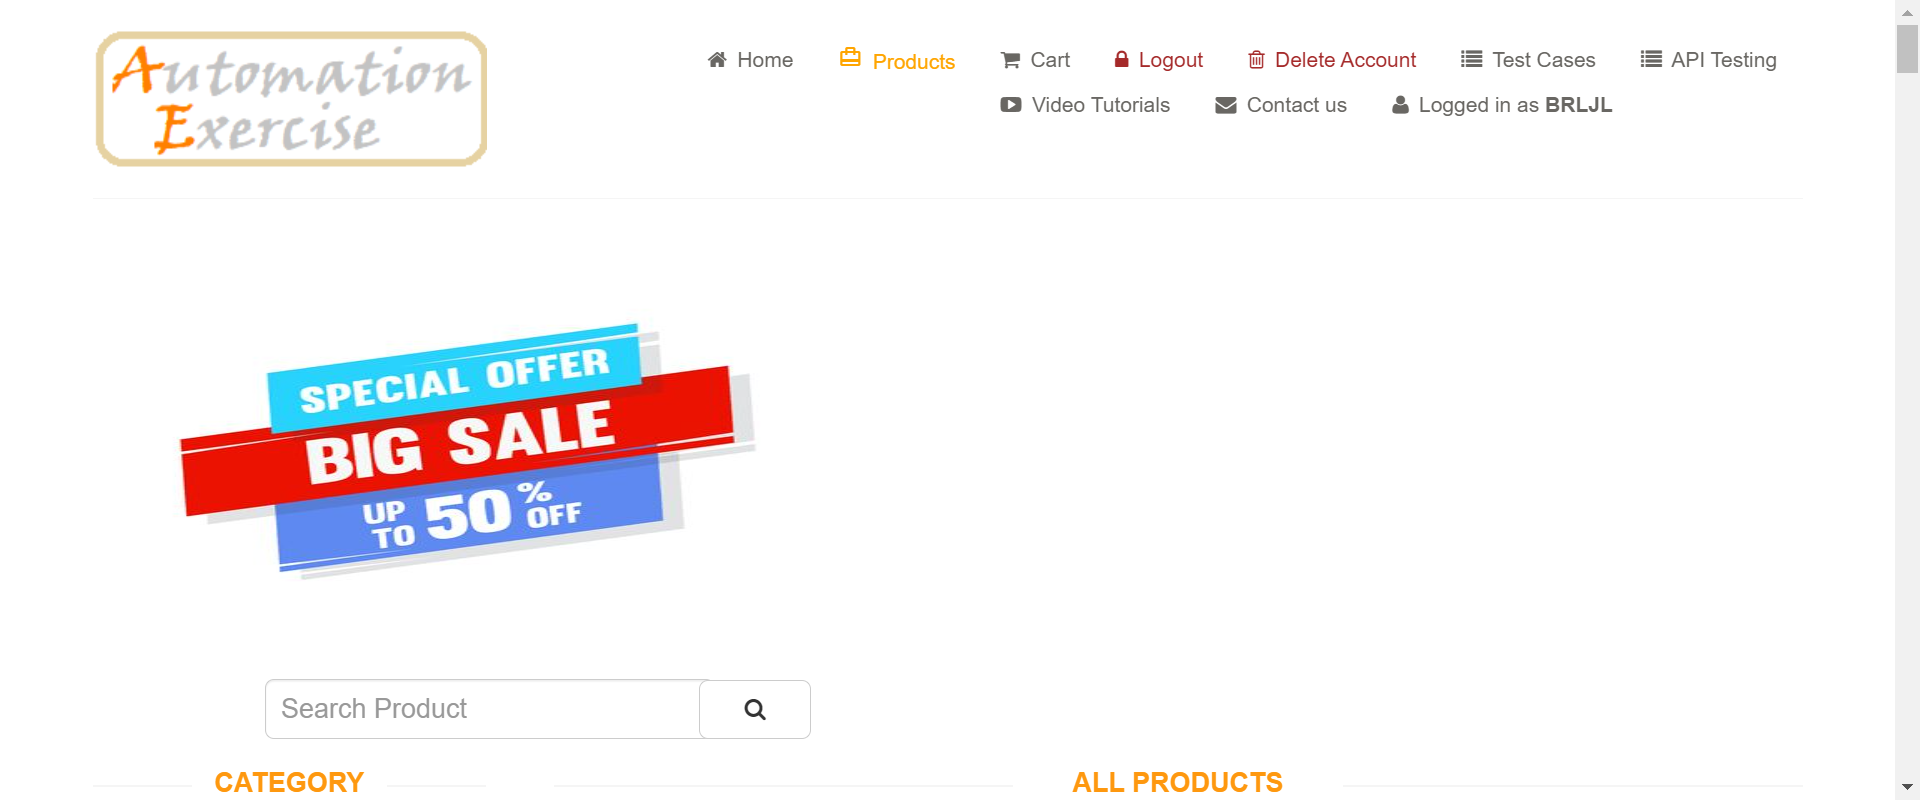 Automation
Exercise
Home
Products
Cart
Logout
Delete Account
Test Cases
API Testing
Video Tutorials
Contact us
Logged in as BRLJL
SPECIAL OFFER
BIG SALE
UP TO 50% OFF
Search Product
CATEGORY
ALL PRODUCTS